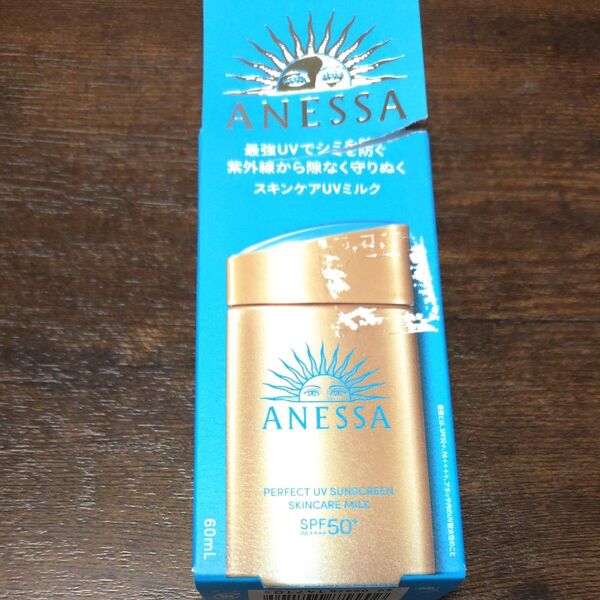 ANESSA
最強UVでシミを防ぐ
紫外線から隙なく守りぬく
スキンケアUVミルク
ANESSA
PERFECT UV SUNSCREEN
SKINCARE MILK
SPF50+
PA++++
60mL